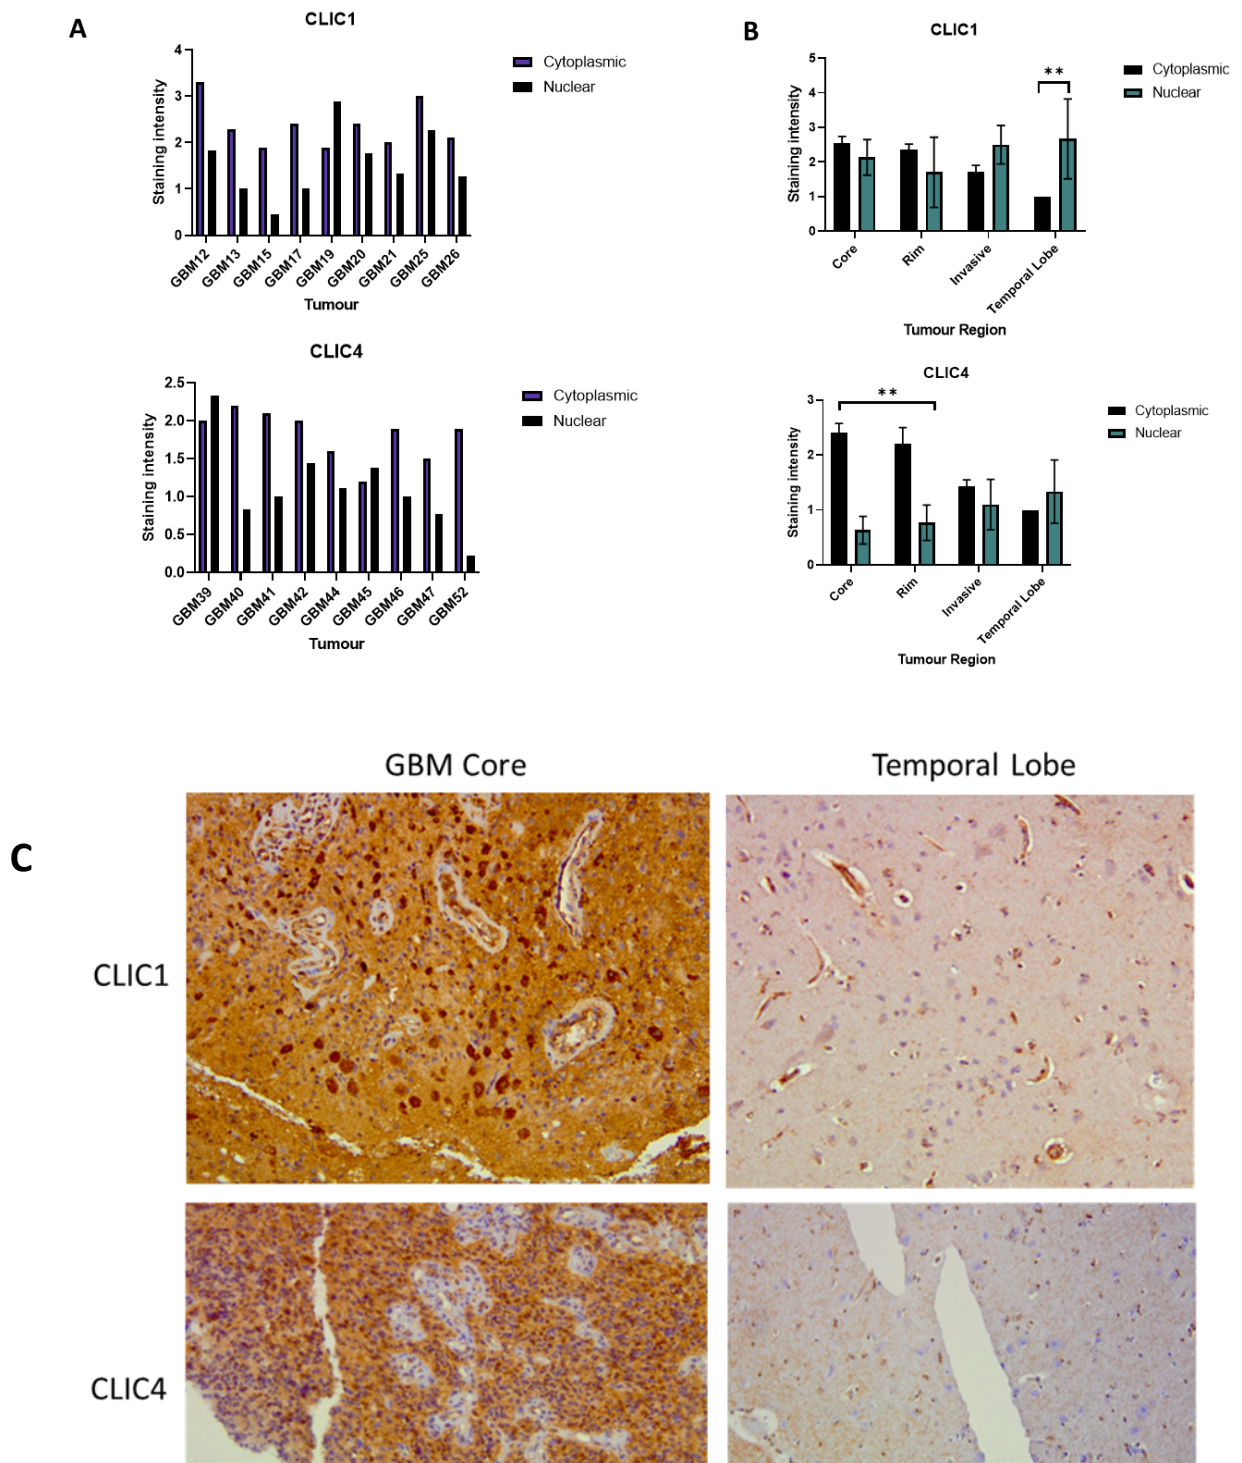 A
CLIC1
Staining intensity
4
3
2
1
0
GBM12
GBM13
GBM15
GBM17
GBM19
GBM20
GBM21
GBM25
GBM26
Tumour
Cytoplasmic
Nuclear
CLIC4
Staining intensity
2.5
2.0
1.5
1.0
0.5
0.0
GBM39
GBM40
GBM41
GBM42
GBM44
GBM45
GBM46
GBM47
GBM52
Tumour
Cytoplasmic
Nuclear
B
CLIC1
Staining intensity
5
4
3
2
1
0
**
Core
Rim
Invasive
Temporal Lobe
Tumour Region
Cytoplasmic
Nuclear
CLIC4
Staining intensity
3
2
1
0
**
Core
Rim
Invasive
Temporal Lobe
Tumour Region
Cytoplasmic
Nuclear
C
GBM Core
Temporal Lobe
CLIC1
CLIC4